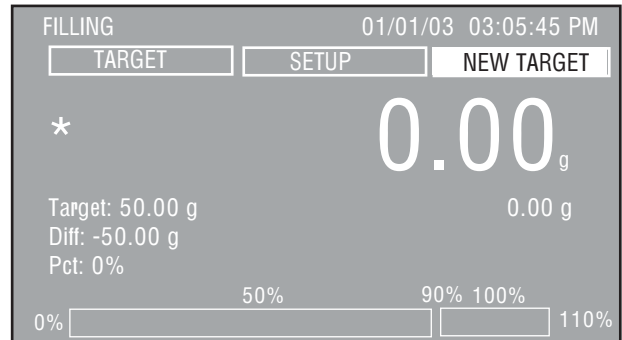 FILLING 01/01/03 03:05:45 PM
TARGET SETUP NEW TARGET
* 0.00 g
Target: 50.00 g 0.00 g
Diff: -50.00 g
Pct: 0%
50% 90% 100%
0% 110%